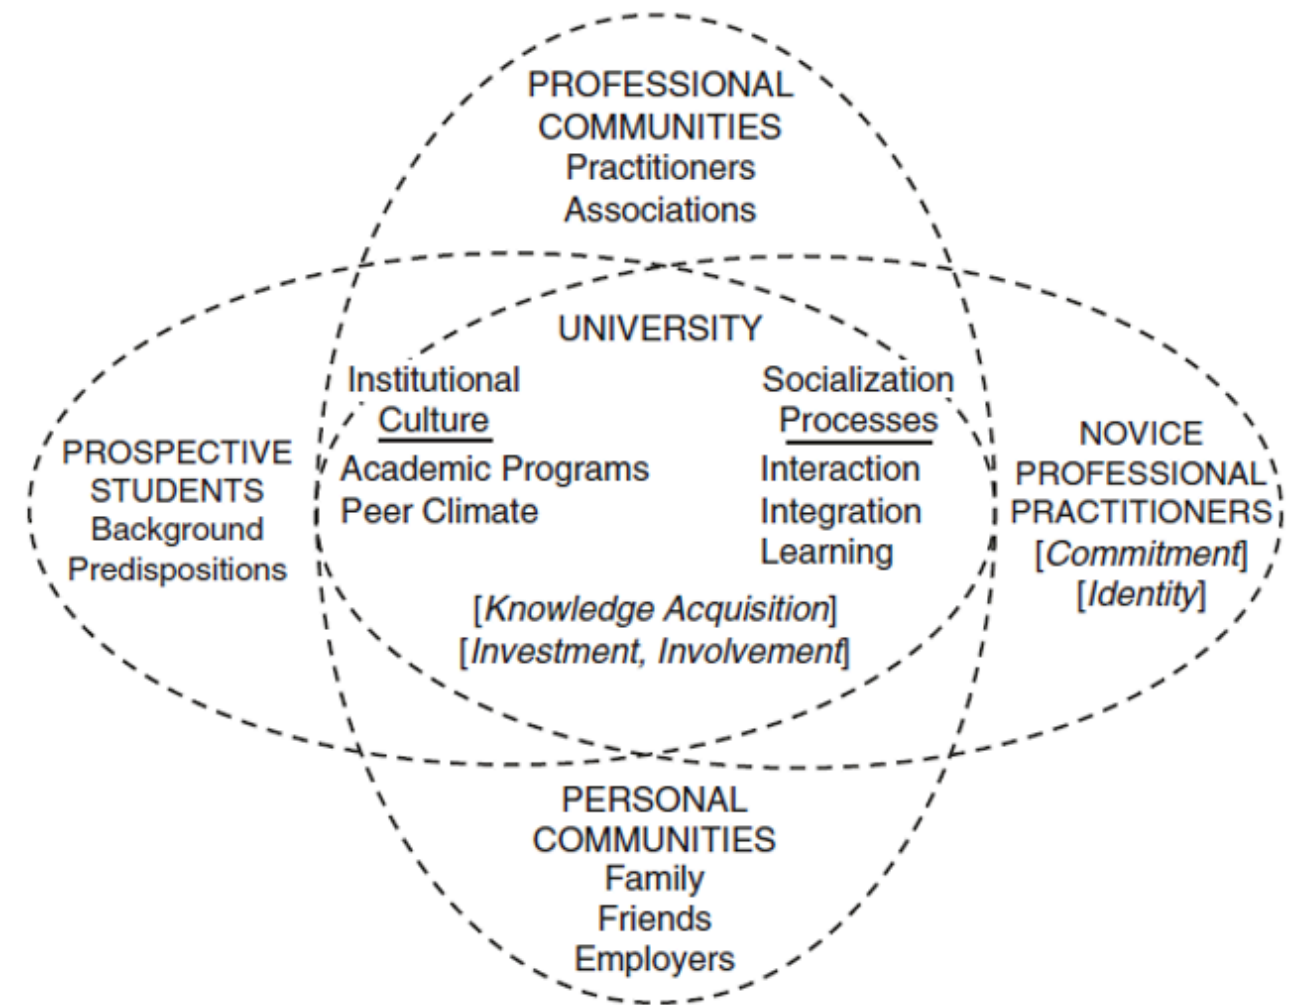 PROFESSIONAL
COMMUNITIES
Practitioners
Associations
UNIVERSITY
Institutional
Culture
Academic Programs
Peer Climate
Socialization
Processes
Interaction
Integration
Learning
[Knowledge Acquisition]
[Investment, Involvement]
PROSPECTIVE
STUDENTS
Background
Predispositions
NOVICE
PROFESSIONAL
PRACTITIONERS
[Commitment]
[Identity]
PERSONAL
COMMUNITIES
Family
Friends
Employers